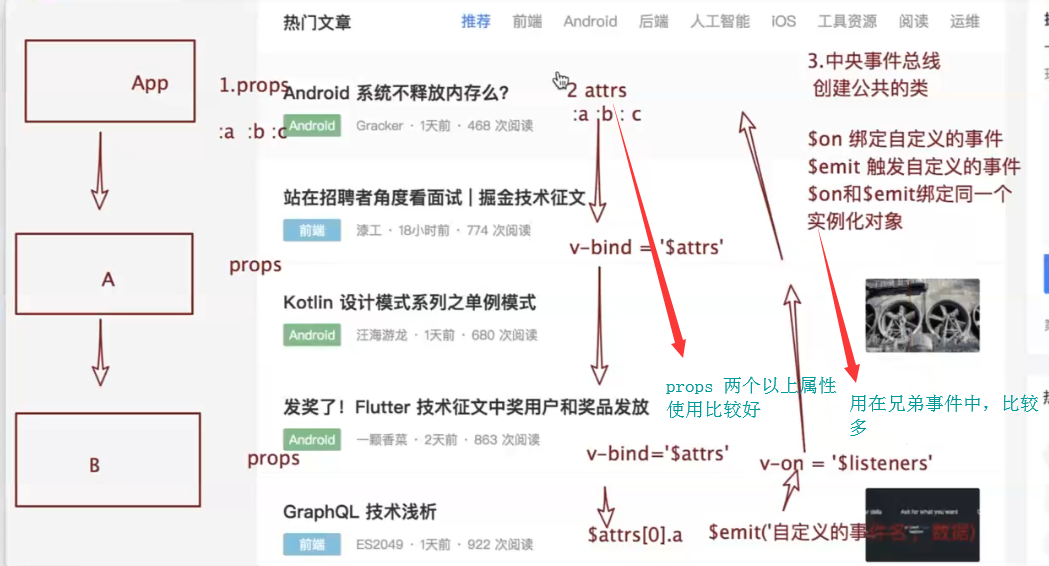 热门文章
推荐 前端 Android 后端 人工智能 iOS 工具资源 阅读 运维
App
1.props
:a :b :c
A
props
B
props
Android 系统不释放内存么？
Android Gracker · 1天前 · 468 次阅读
站在招聘者角度看面试 | 掘金技术征文
前端 漆工 · 18小时前 · 774 次阅读
Kotlin 设计模式系列之单例模式
Android 汪海游龙 · 1天前 · 680 次阅读
发奖了！Flutter 技术征文中奖用户和奖品发放
Android 一颗香菜 · 2天前 · 863 次阅读
GraphQL 技术浅析
前端 ES2049 · 1天前 · 922 次阅读
2 attrs
:a :b : c
v-bind = '$attrs'
props 两个以上属性
使用比较好
v-bind='$attrs'
$attrs[0].a
3.中央事件总线
创建公共的类
$on 绑定自定义的事件
$emit 触发自定义的事件
$on和$emit绑定同一个
实例化对象
用在兄弟事件中，比较
多
v-on = '$listeners'
$emit('自定义的事件名', 数据)
Ask for what you want